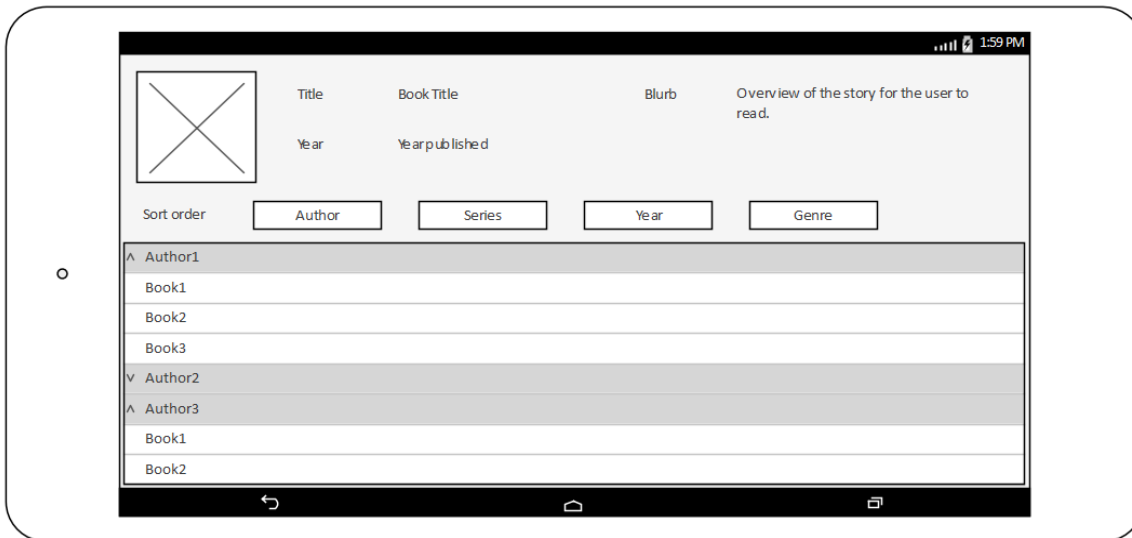 1:59 PM
Title Book Title Blurb Overview of the story for the user to
read.
Year Year published
Sort order Author Series Year Genre
^ Author1
Book1
Book2
Book3
v Author2
^ Author3
Book1
Book2